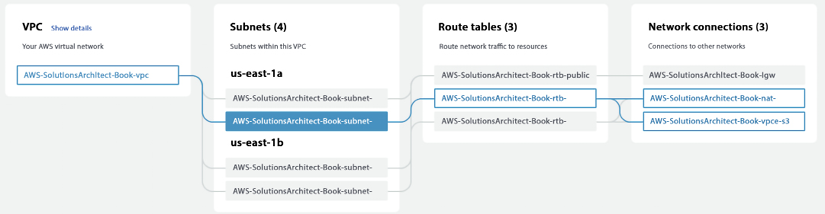 VPC Show details
Your AWS virtual network
AWS-SolutionsArchItect-Book-vpc
Subnets (4)
Subnets within this VPC
us-east-1a
AWS-SolutionsArchitect-Book-subnet-
AWS-SolutionsArchitect-Book-subnet-
us-east-1b
AWS-SolutionsArchitect-Book-subnet-
AWS-SolutionsArchitect-Book-subnet-
Route tables (3)
Route network traffic to resources
AWS-SolutionsArchitect-Book-rtb-public
AWS-SolutionsArchitect-Book-rtb-
AWS-SolutionsArchitect-Book-rtb-
Network connections (3)
Connections to other networks
AWS-SolutionsArchitect-Book-lgw
AWS-SolutionsArchitect-Book-nat-
AWS-SolutionsArchitect-Book-vpce-s3